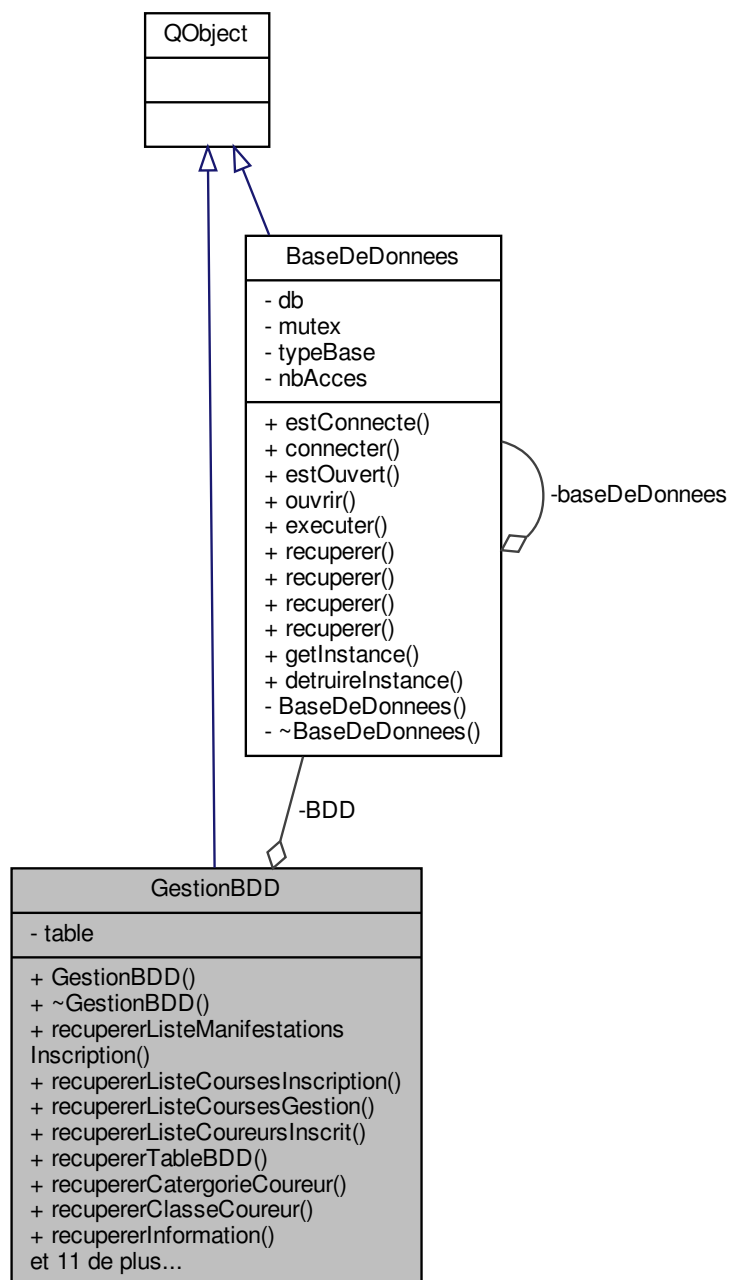 QObject
BaseDeDonnees
- db
- mutex
- typeBase
- nbAcces
+ estConnecte()
+ connecter()
+ estOuvert()
+ ouvrir()
+ executer()
+ recuperer()
+ recuperer()
+ recuperer()
+ recuperer()
+ getInstance()
+ detruireInstance()
- BaseDeDonnees()
- ~BaseDeDonnees()
-baseDeDonnees
-BDD
GestionBDD
- table
+ GestionBDD()
+ ~GestionBDD()
+ recupererListeManifestations
Inscription()
+ recupererListeCoursesInscription()
+ recupererListeCoursesGestion()
+ recupererListeCoureursInscrit()
+ recupererTableBDD()
+ recupererCatergorieCoureur()
+ recupererClasseCoureur()
+ recupererInformation()
et 11 de plus...